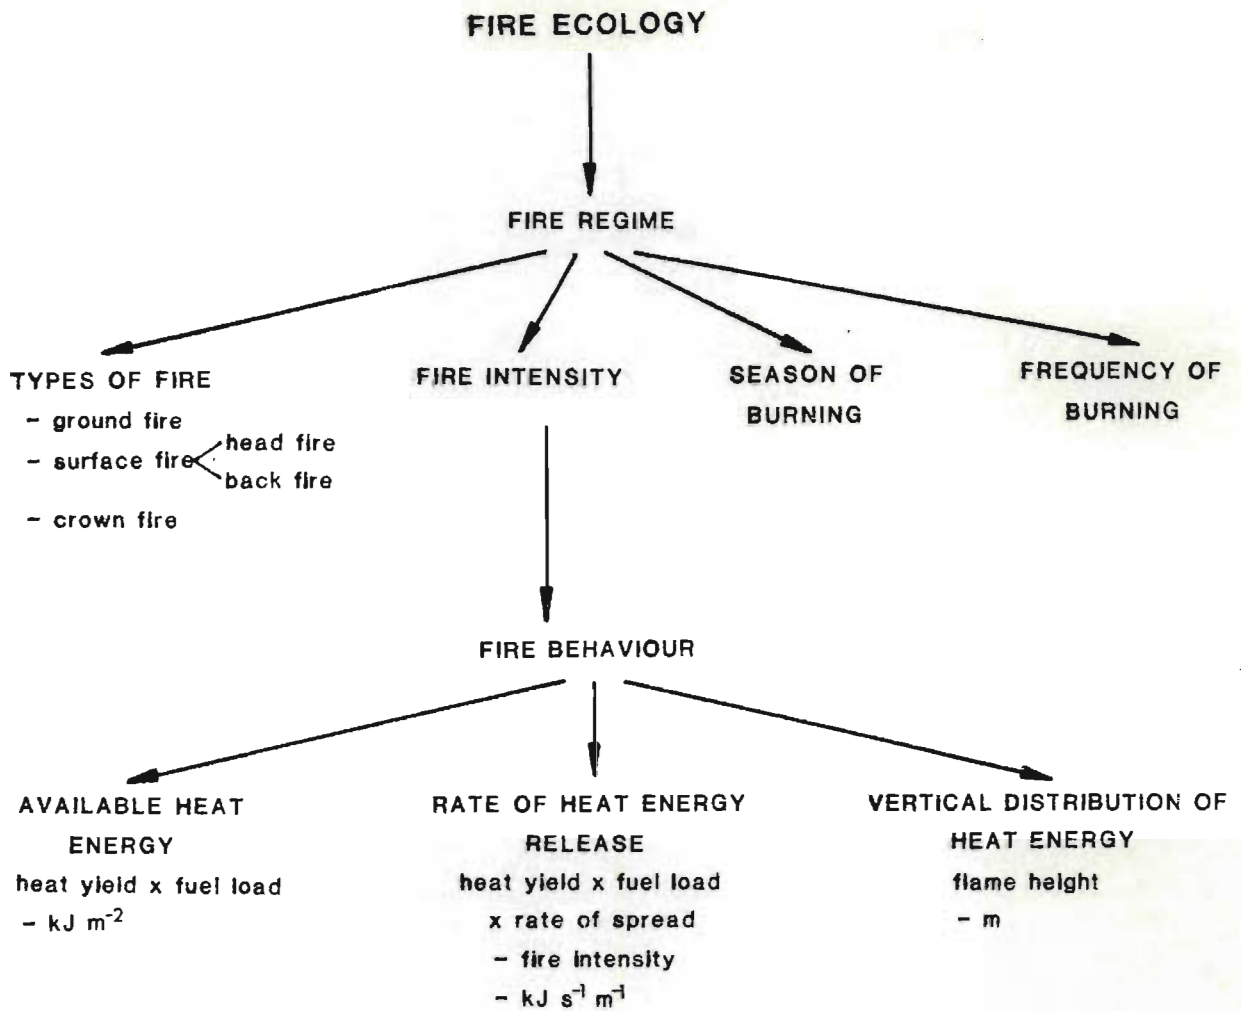 FIRE ECOLOGY
FIRE REGIME
TYPES OF FIRE
- ground fire
- surface fire
head fire
back fire
- crown fire
FIRE INTENSITY
SEASON OF
BURNING
FREQUENCY OF
BURNING
FIRE BEHAVIOUR
AVAILABLE HEAT
ENERGY
heat yield x fuel load
- kJ m⁻²
RATE OF HEAT ENERGY
RELEASE
heat yield x fuel load
x rate of spread
- fire intensity
- kJ s⁻¹ m⁻¹
VERTICAL DISTRIBUTION OF
HEAT ENERGY
flame height
- m